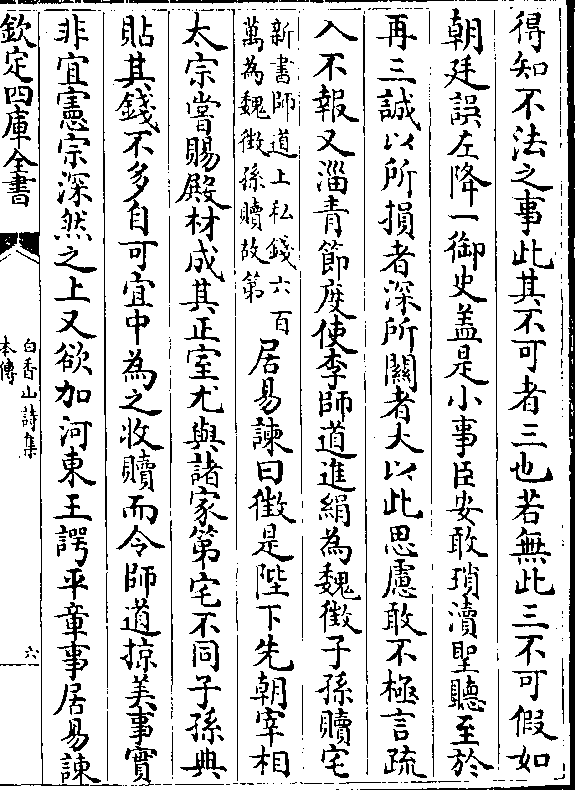 得知不法之事此其不可者三也若無此三不可假如
朝廷誤左降一御史蓋是小事臣安敢瑣瀆聖聽至於
再三誠以所損者深所關者大以此思慮敢不極言疏
入不報又淄青節度使李師道進絹為魏徴子孫贖宅
新書師道上私錢六百
萬為魏徴孫贖故第
居易諫曰徴是陛下先朝宰相
太宗嘗賜殿材成其正室尤與諸家第宅不同子孫典
貼其錢不多自可宜中為之收贖而令師道掠美事實
非宜憲宗深然之上又欲加河東王諤平章事居易諫
欽定四庫全書
白香山詩集
本傳
六